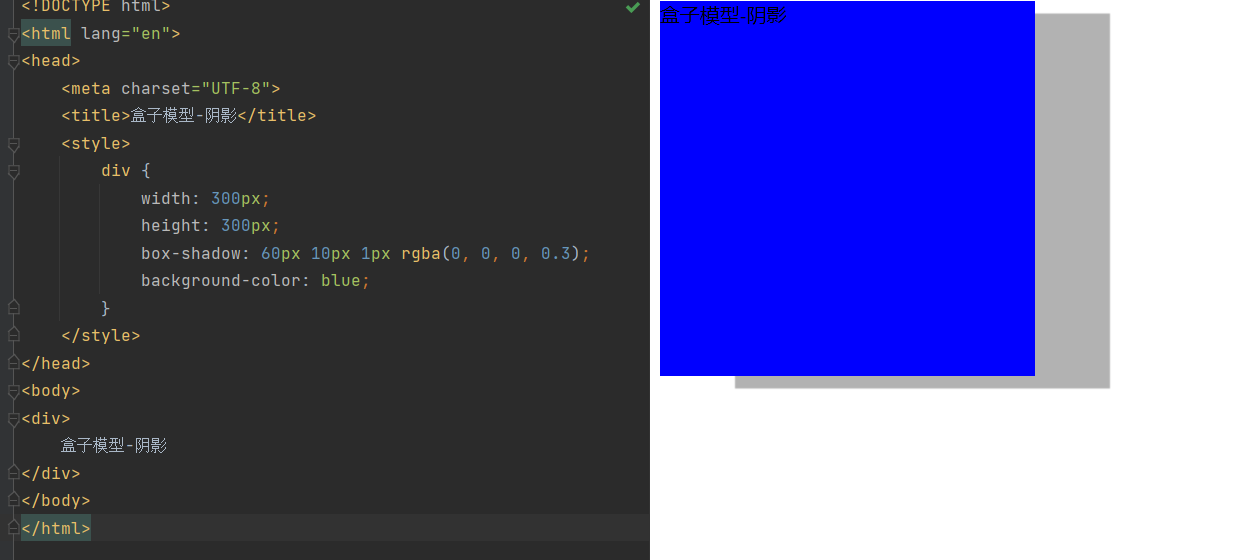 <!DOCTYPE html>
<html lang="en">
<head>
    <meta charset="UTF-8">
    <title>盒子模型-阴影</title>
    <style>
        div {
            width: 300px;
            height: 300px;
            box-shadow: 60px 10px 1px rgba(0, 0, 0, 0.3);
            background-color: blue;
        }
    </style>
</head>
<body>
<div>
    盒子模型-阴影
</div>
</body>
</html>
盒子模型-阴影